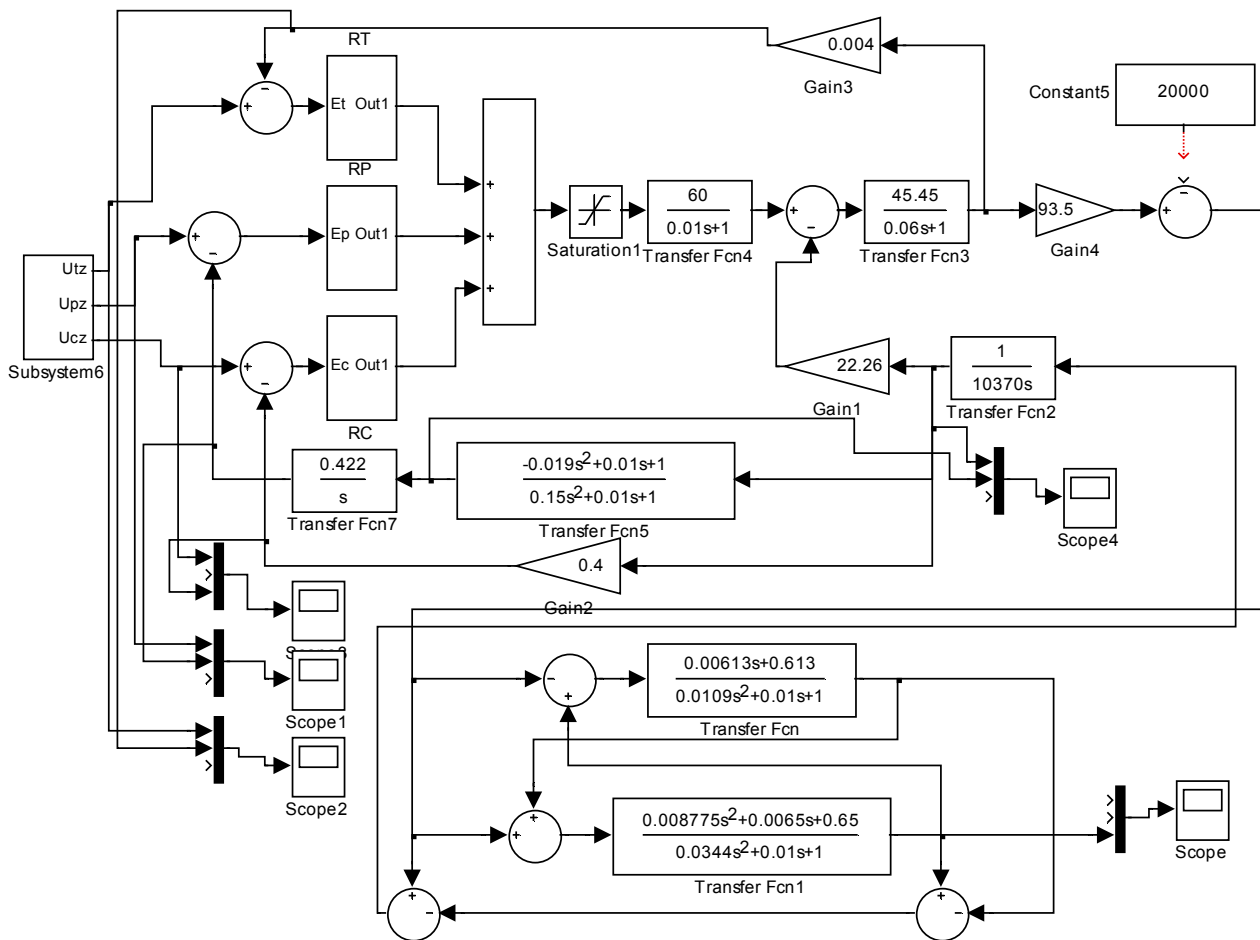 RT
Et Out1
0.004
Gain3
Constant5
20000
RP
Ep Out1
Saturation1
60
0.01s+1
Transfer Fcn4
45.45
0.06s+1
Transfer Fcn3
93.5
Gain4
Utz
Upz
Ucz
Subsystem6
Ec Out1
RC
22.26
Gain1
1
10370s
Transfer Fcn2
0.422
s
Transfer Fcn7
-0.019s²+0.01s+1
0.15s²+0.01s+1
Transfer Fcn5
Scope4
0.4
Gain2
Scope1
Scope2
0.00613s+0.613
0.0109s²+0.01s+1
Transfer Fcn
0.008775s²+0.0065s+0.65
0.0344s²+0.01s+1
Transfer Fcn1
Scope